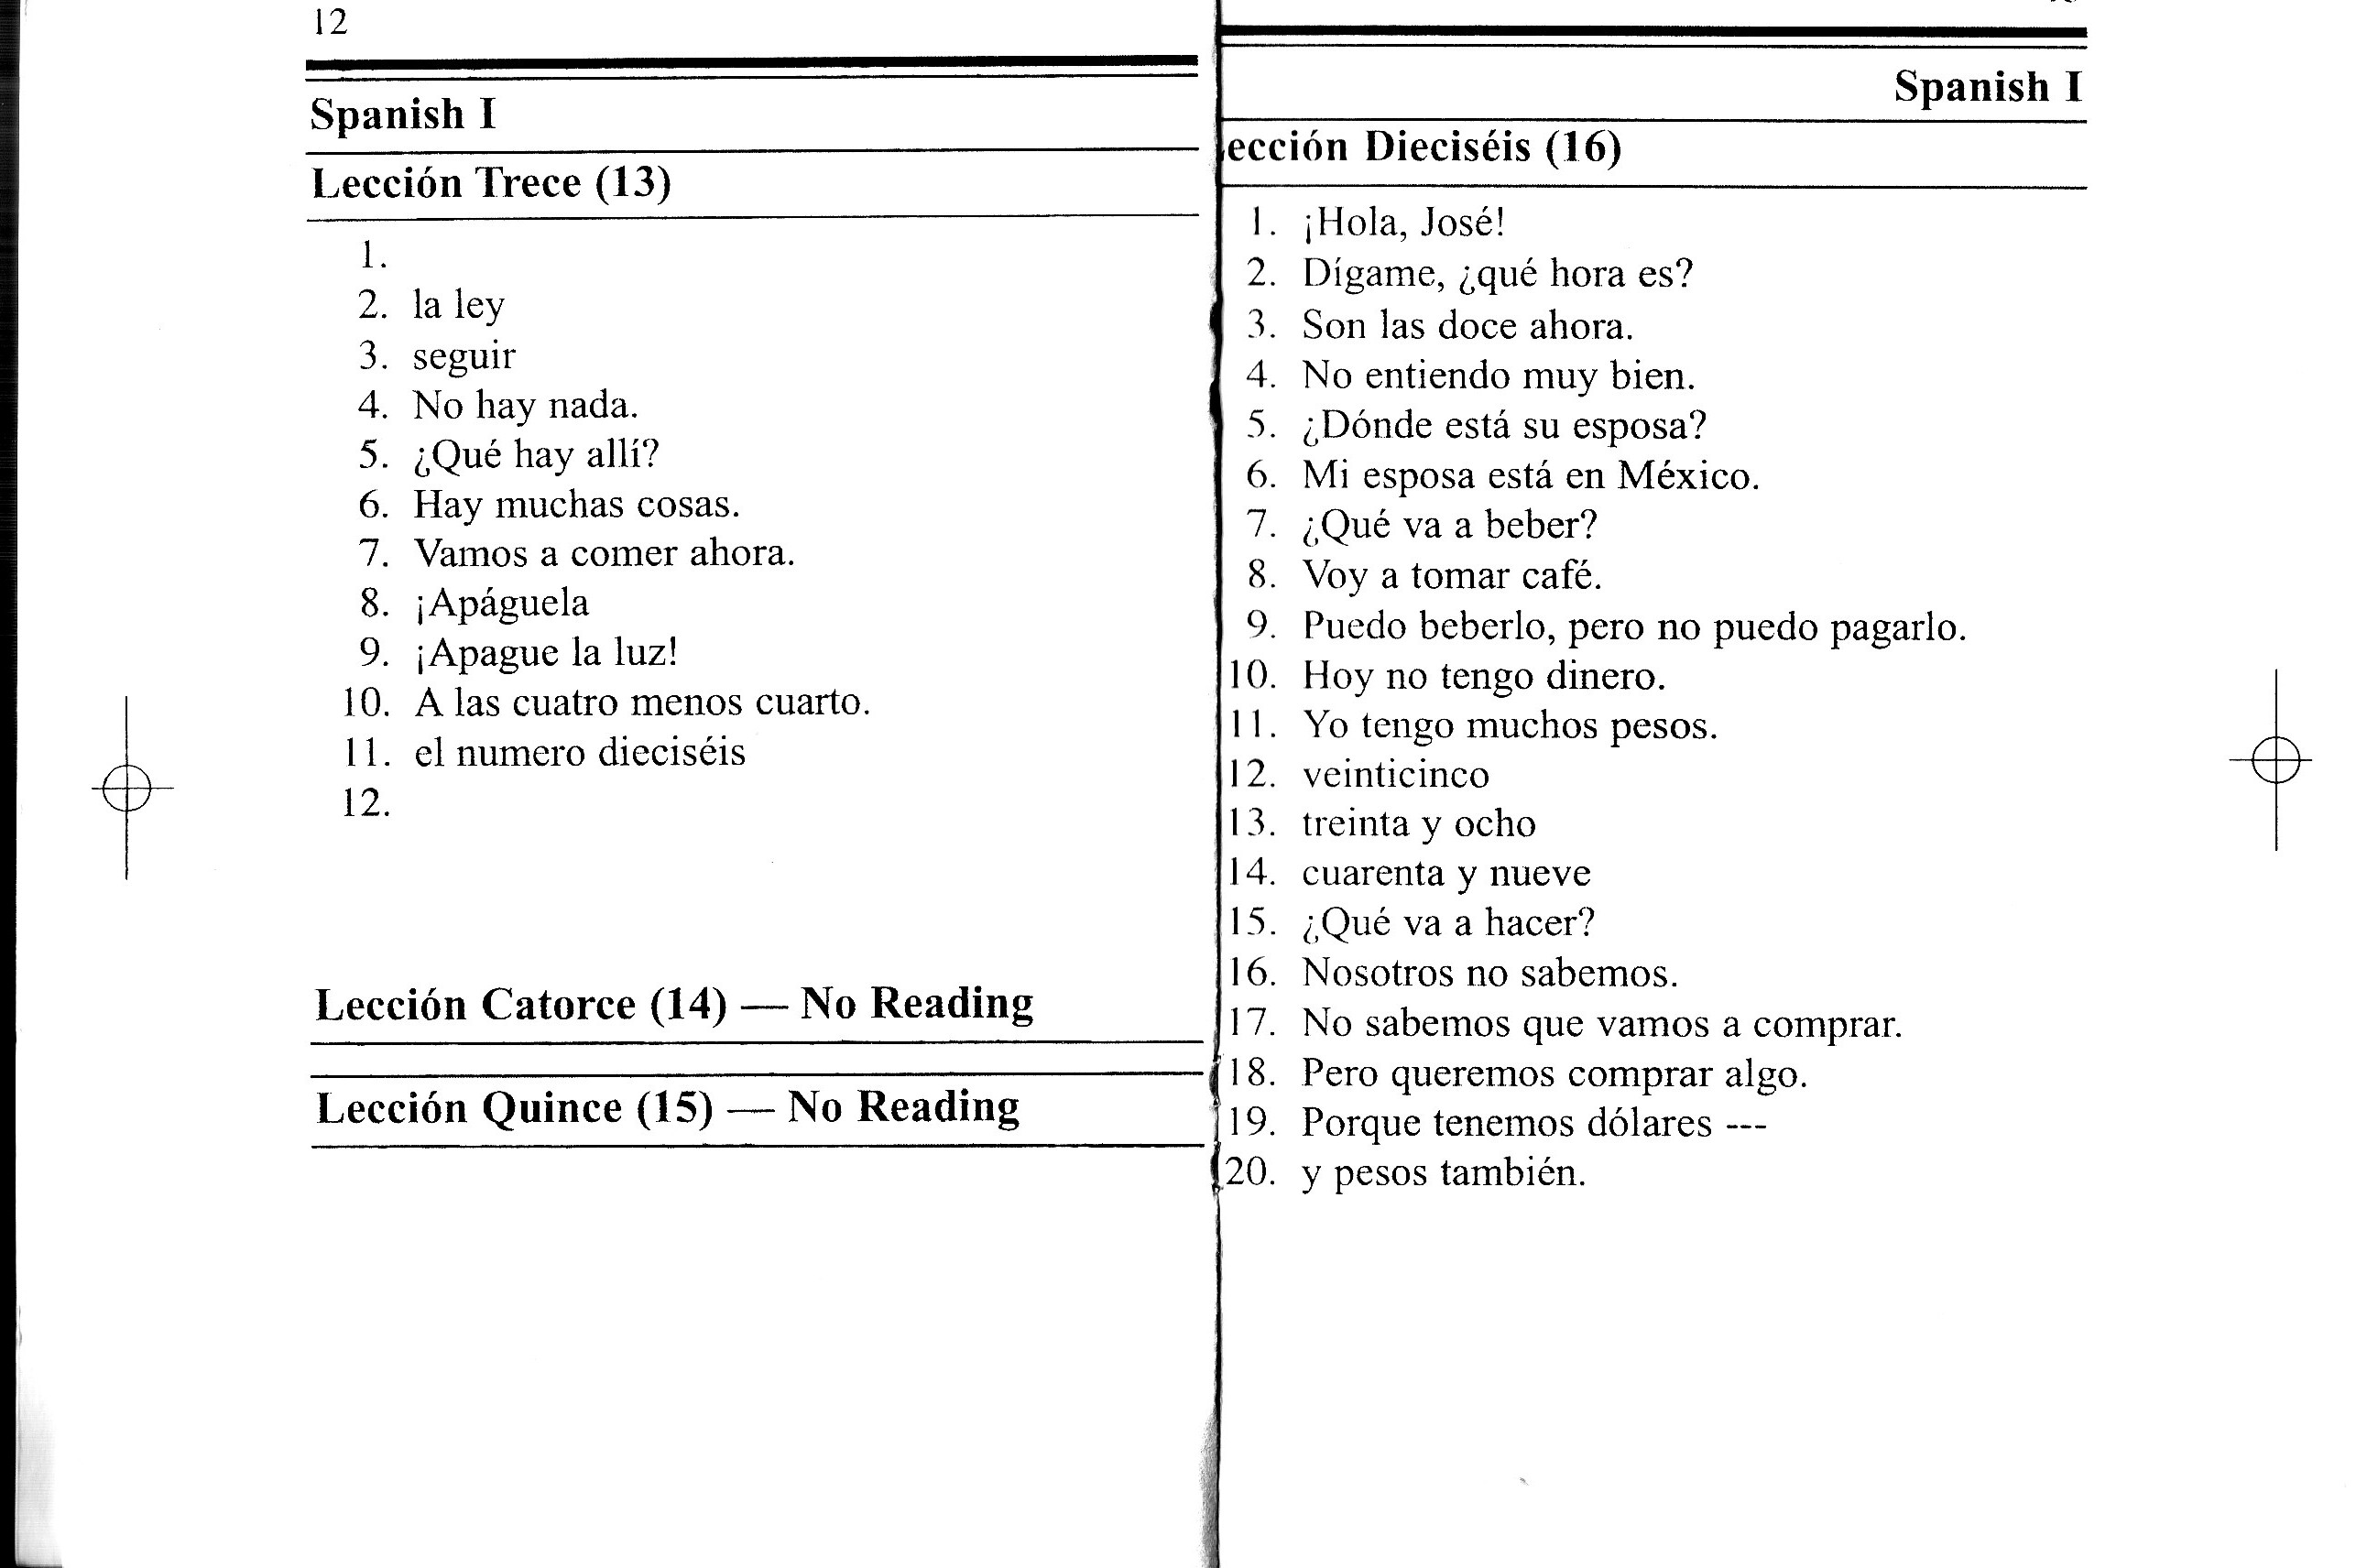 12
Spanish I
Lección Trece (13)
1.
2. la ley
3. seguir
4. No hay nada.
5. ¿Qué hay allí?
6. Hay muchas cosas.
7. Vamos a comer ahora.
8. ¡Apáguela
9. ¡Apague la luz!
10. A las cuatro menos cuarto.
11. el numero dieciséis
12.
Lección Catorce (14) — No Reading
Lección Quince (15) — No Reading
Spanish I
ección Dieciséis (16)
1. ¡Hola, José!
2. Dígame, ¿qué hora es?
3. Son las doce ahora.
4. No entiendo muy bien.
5. ¿Dónde está su esposa?
6. Mi esposa está en México.
7. ¿Qué va a beber?
8. Voy a tomar café.
9. Puedo beberlo, pero no puedo pagarlo.
10. Hoy no tengo dinero.
11. Yo tengo muchos pesos.
12. veinticinco
13. treinta y ocho
14. cuarenta y nueve
15. ¿Qué va a hacer?
16. Nosotros no sabemos.
17. No sabemos que vamos a comprar.
18. Pero queremos comprar algo.
19. Porque tenemos dólares ---
20. y pesos también.